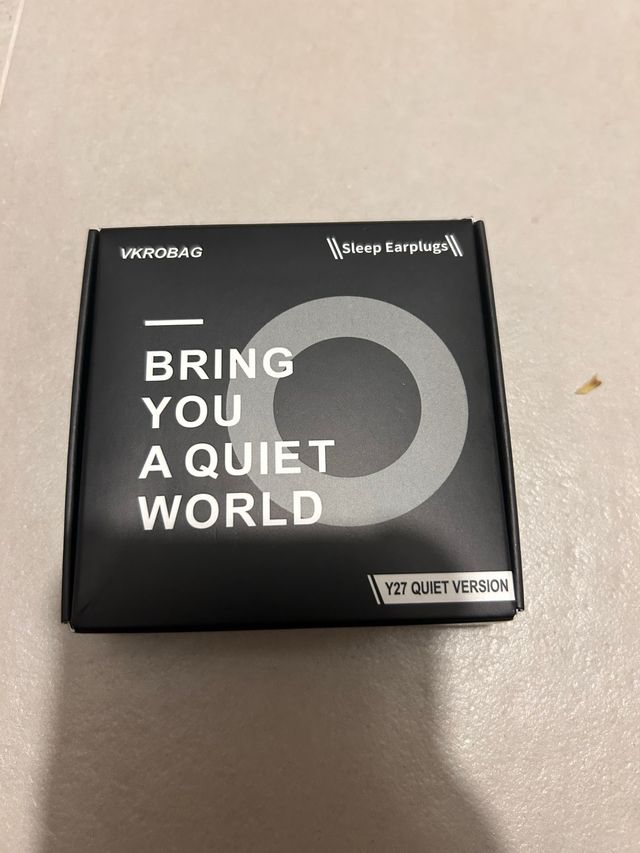 VKROBAG
\\Sleep Earplugs\\
BRING
YOU
A QUIET
WORLD
Y27 QUIET VERSION